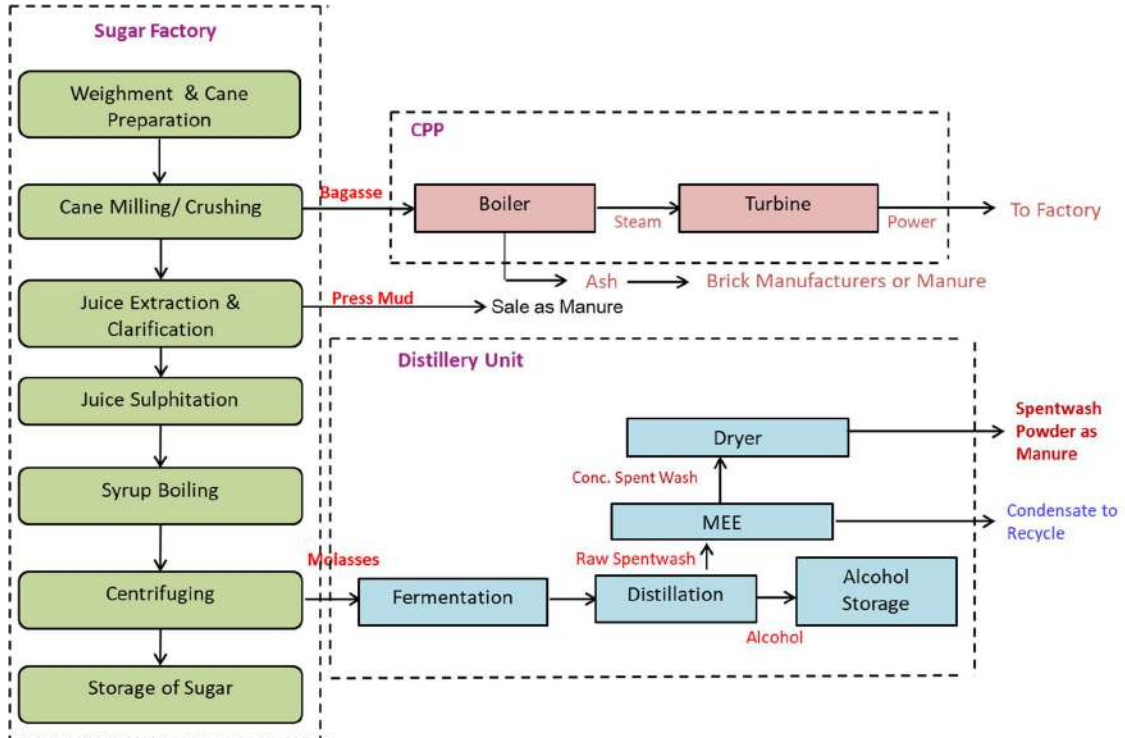 Sugar Factory
Weighment & Cane
Preparation
Cane Milling/ Crushing
Juice Extraction &
Clarification
Juice Sulphitation
Syrup Boiling
Centrifuging
Storage of Sugar
Bagasse
Press Mud
Molasses
CPP
Boiler
Steam
Turbine
Power
To Factory
Ash
Brick Manufacturers or Manure
Sale as Manure
Distillery Unit
Dryer
Spentwash
Powder as
Manure
Conc. Spent Wash
MEE
Condensate to
Recycle
Raw Spentwash
Fermentation
Distillation
Alcohol
Alcohol
Storage